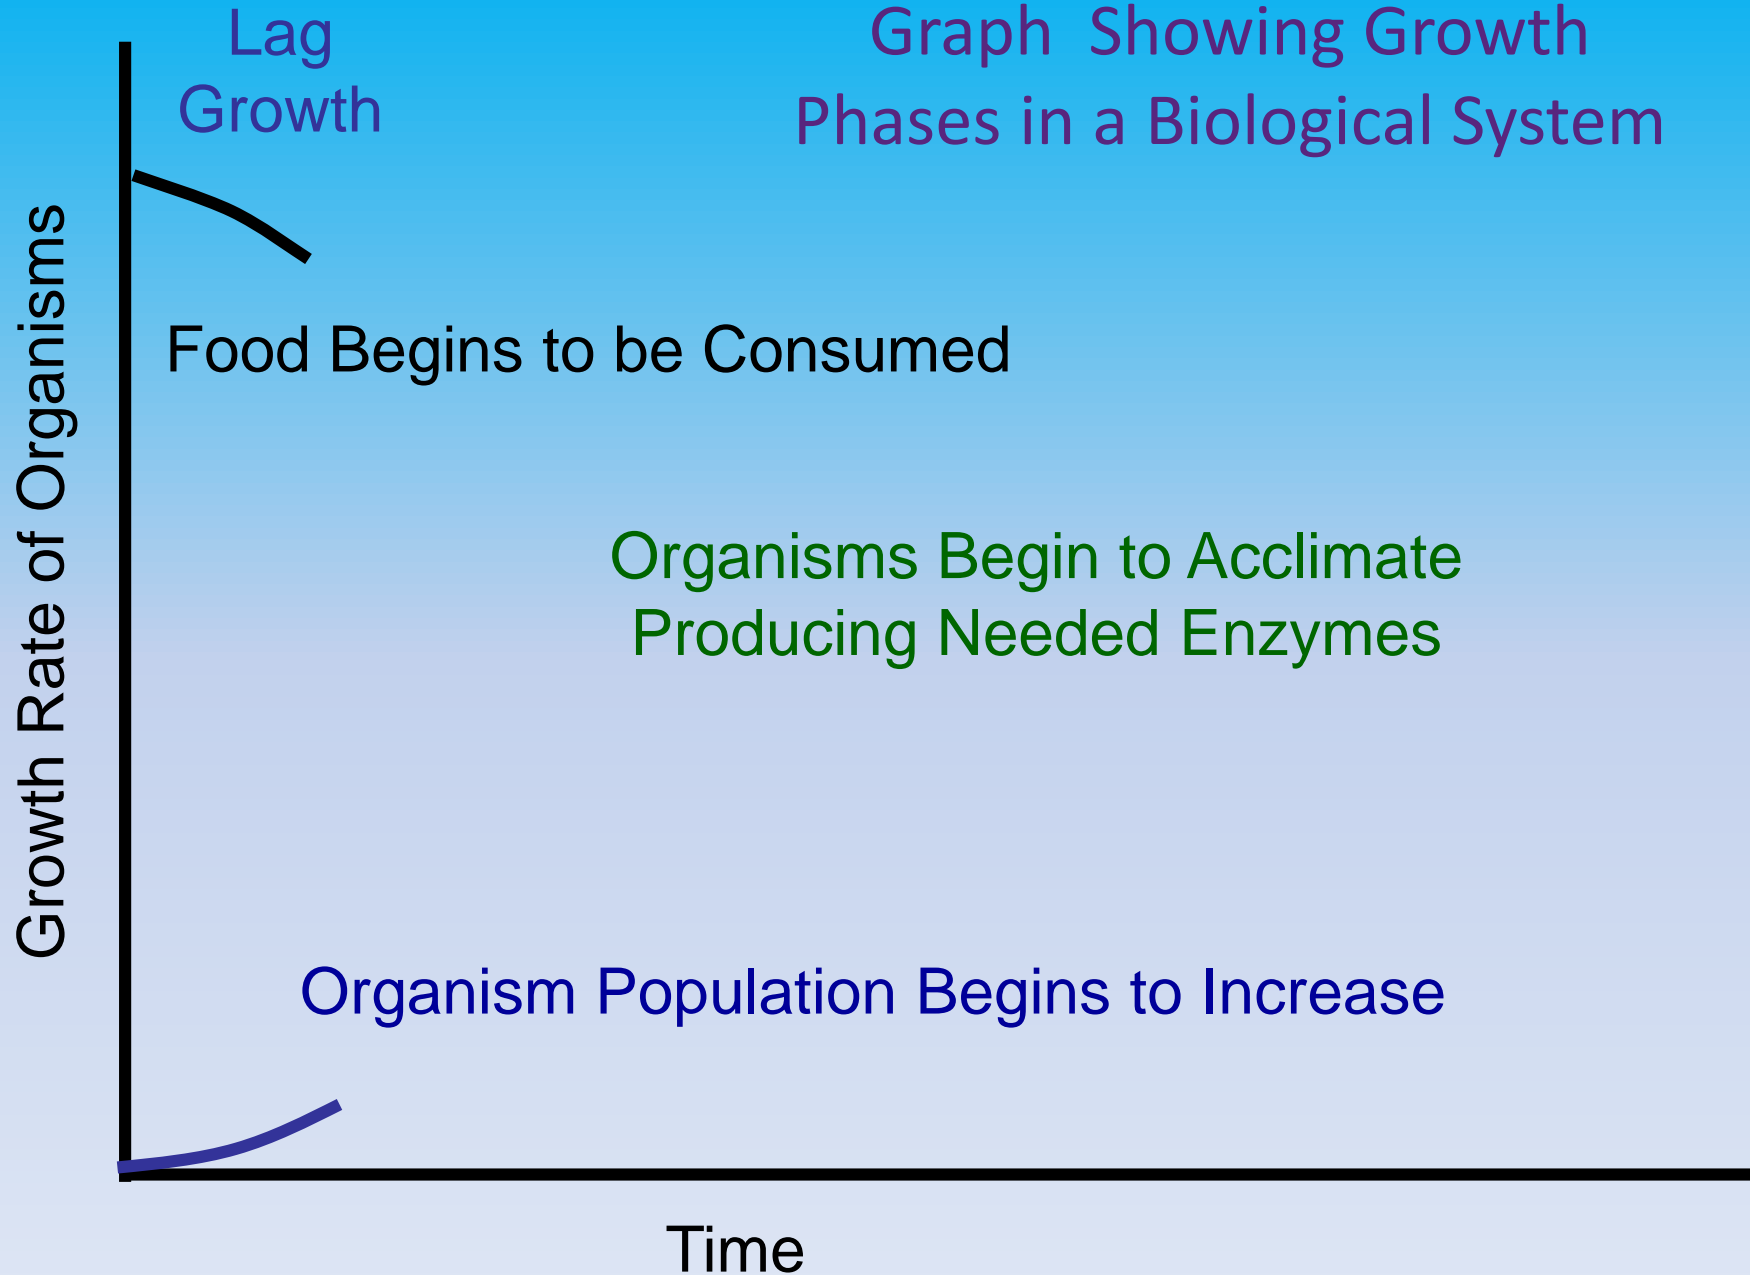 Lag
Growth
Graph Showing Growth
Phases in a Biological System
Growth Rate of Organisms
Food Begins to be Consumed
Organisms Begin to Acclimate
Producing Needed Enzymes
Organism Population Begins to Increase
Time